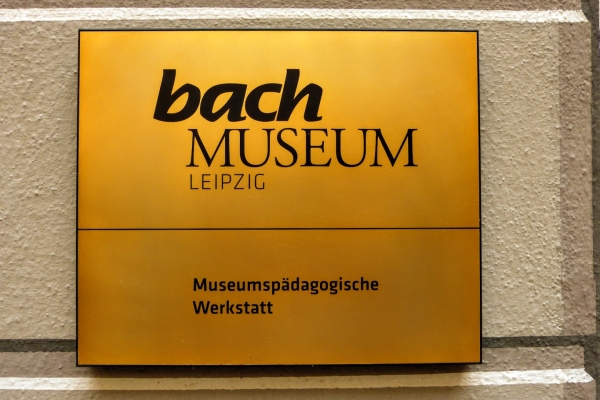 bach
MUSEUM
LEIPZIG
Museumspädagogische
Werkstatt